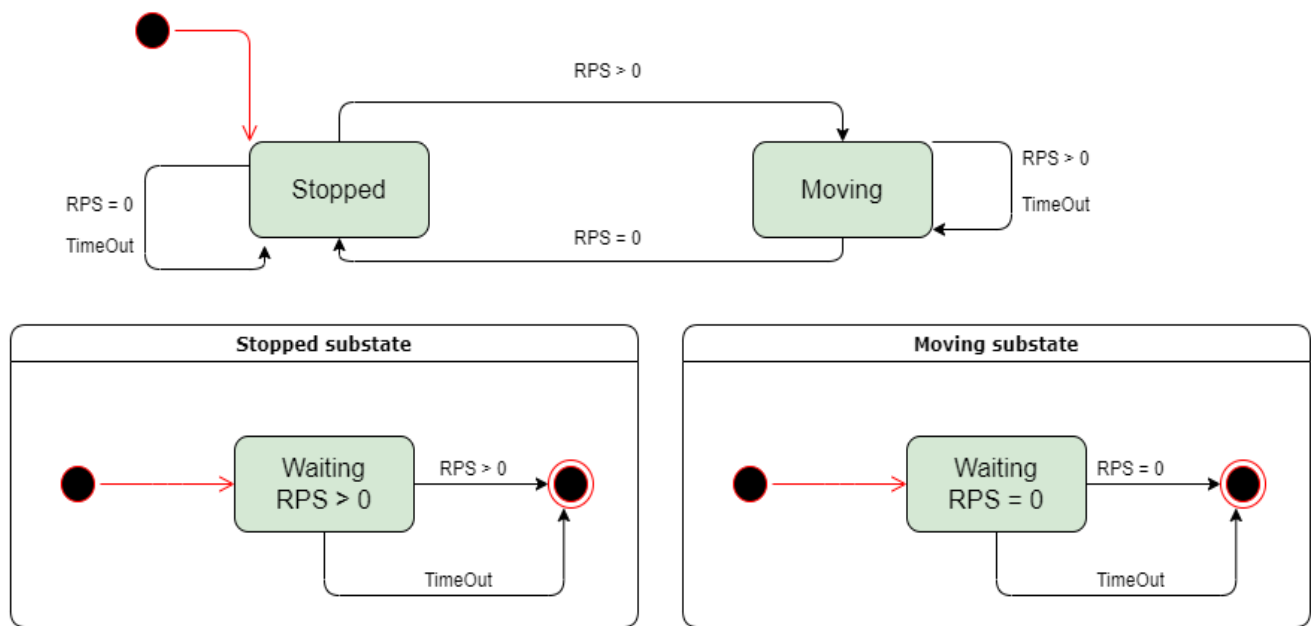 RPS > 0
Stopped
Moving
RPS = 0
TimeOut
RPS > 0
TimeOut
RPS = 0
Stopped substate
Waiting
RPS > 0
RPS > 0
TimeOut
Moving substate
Waiting
RPS = 0
RPS = 0
TimeOut